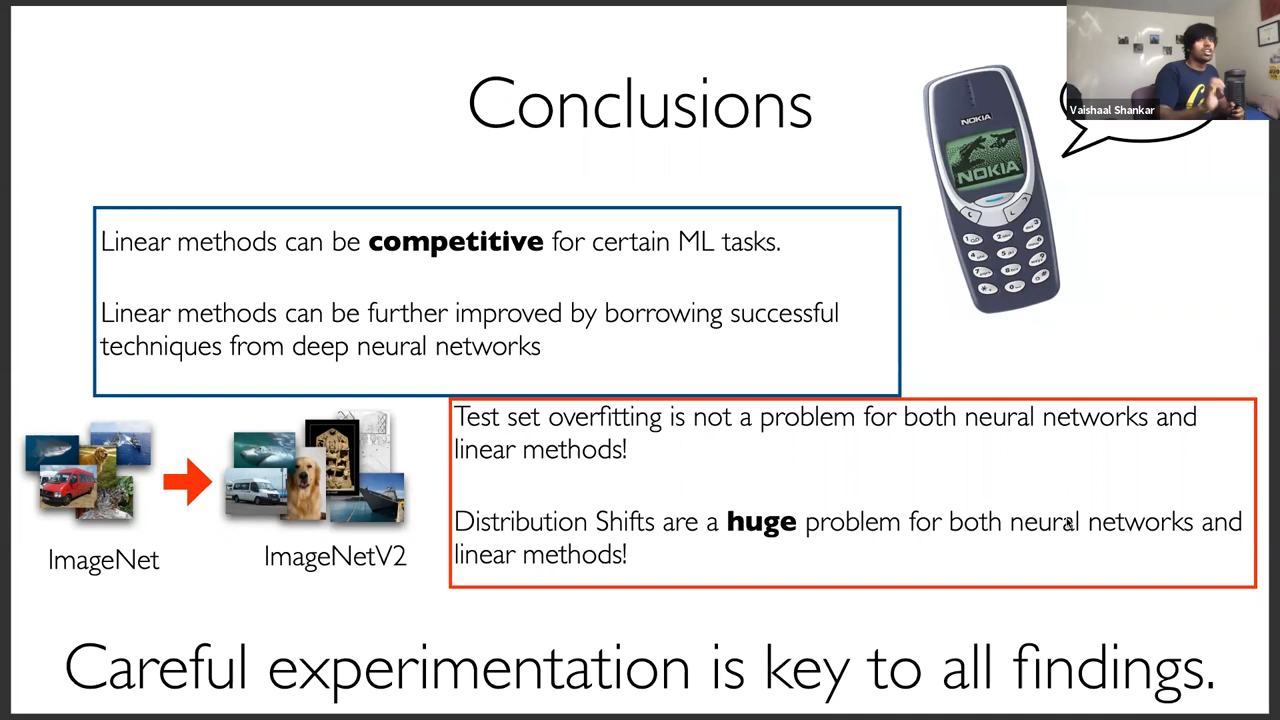 Vaishaal Shankar
Conclusions
NOKIA
NOKIA
Linear methods can be competitive for certain ML tasks.
Linear methods can be further improved by borrowing successful
techniques from deep neural networks
Test set overfitting is not a problem for both neural networks and
linear methods!
Distribution Shifts are a huge problem for both neural networks and
linear methods!
ImageNet
ImageNetV2
Careful experimentation is key to all findings.